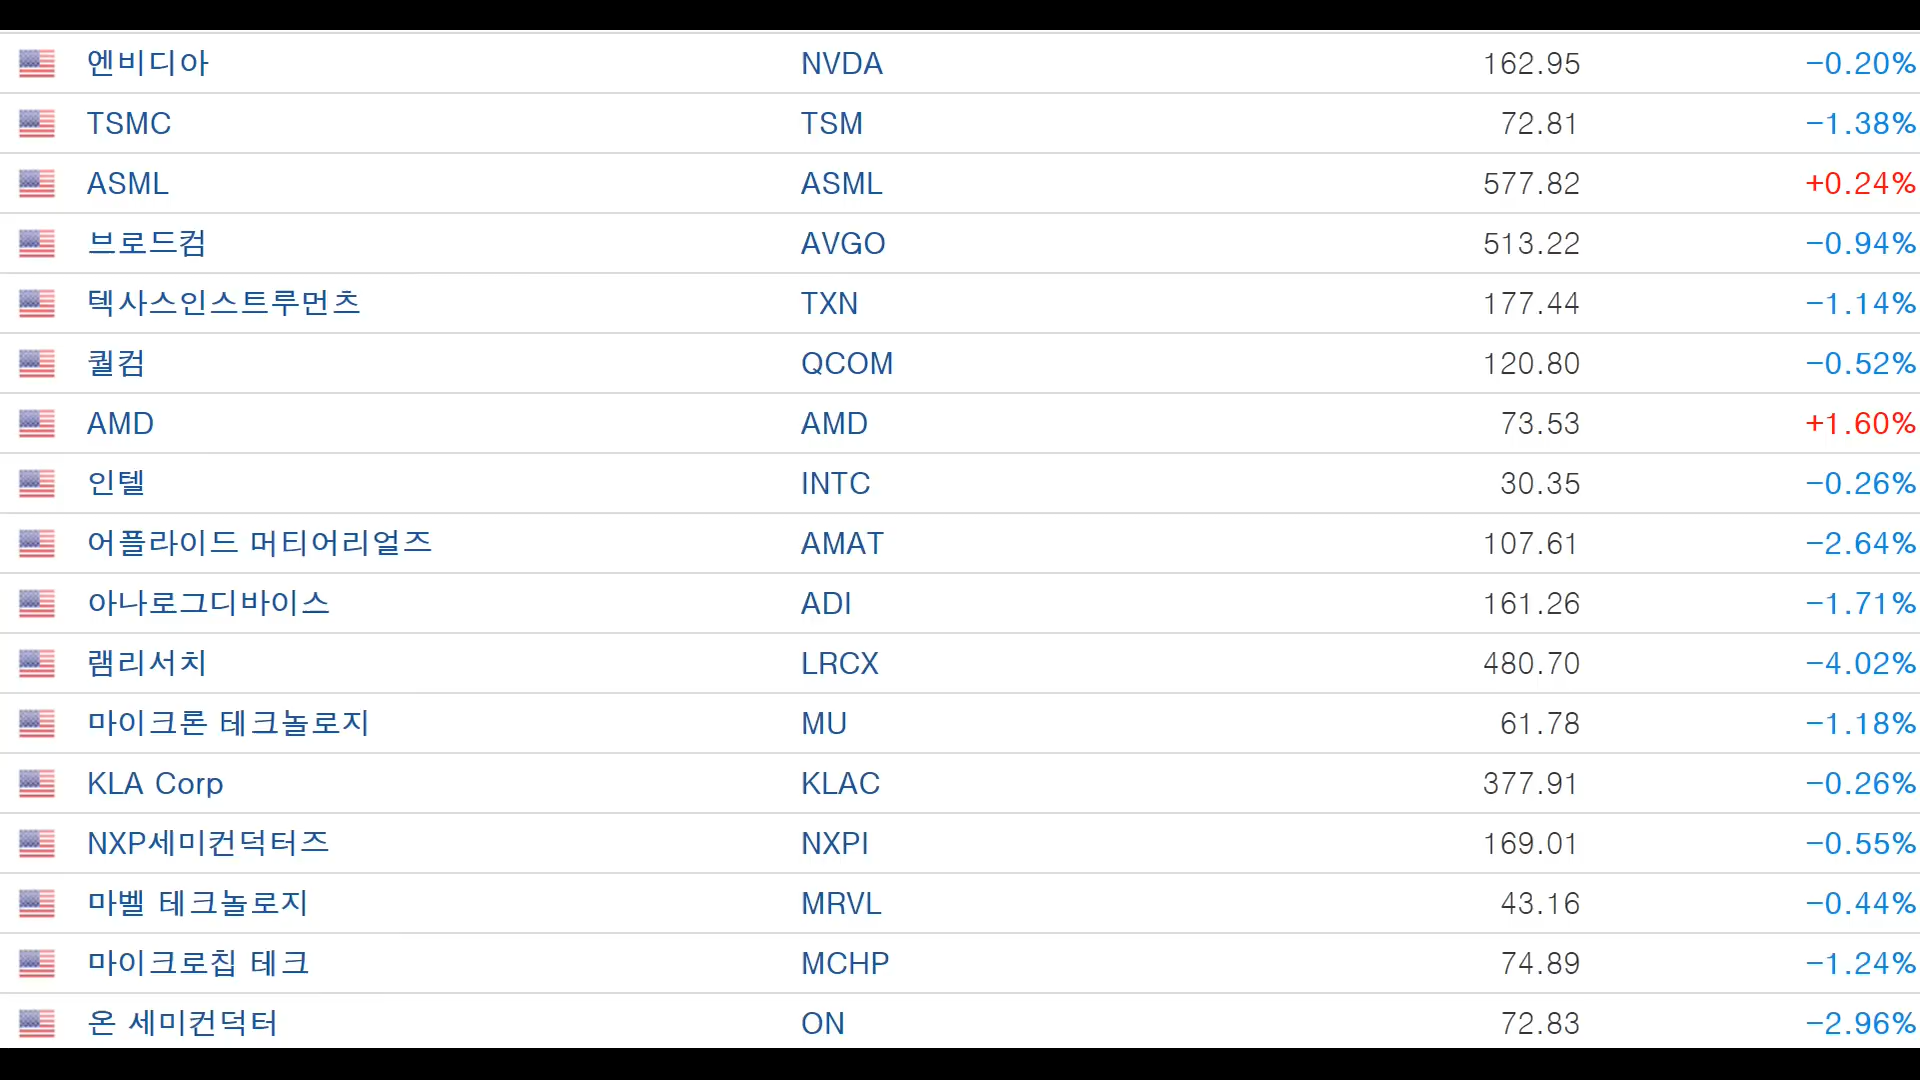 엔비디아 NVDA 162.95 -0.20%
TSMC TSM 72.81 -1.38%
ASML ASML 577.82 +0.24%
브로드컴 AVGO 513.22 -0.94%
텍사스인스트루먼츠 TXN 177.44 -1.14%
퀄컴 QCOM 120.80 -0.52%
AMD AMD 73.53 +1.60%
인텔 INTC 30.35 -0.26%
어플라이드 머티어리얼즈 AMAT 107.61 -2.64%
아나로그디바이스 ADI 161.26 -1.71%
램리서치 LRCX 480.70 -4.02%
마이크론 테크놀로지 MU 61.78 -1.18%
KLA Corp KLAC 377.91 -0.26%
NXP세미컨덕터즈 NXPI 169.01 -0.55%
마벨 테크놀로지 MRVL 43.16 -0.44%
마이크로칩 테크 MCHP 74.89 -1.24%
온 세미컨덕터 ON 72.83 -2.96%